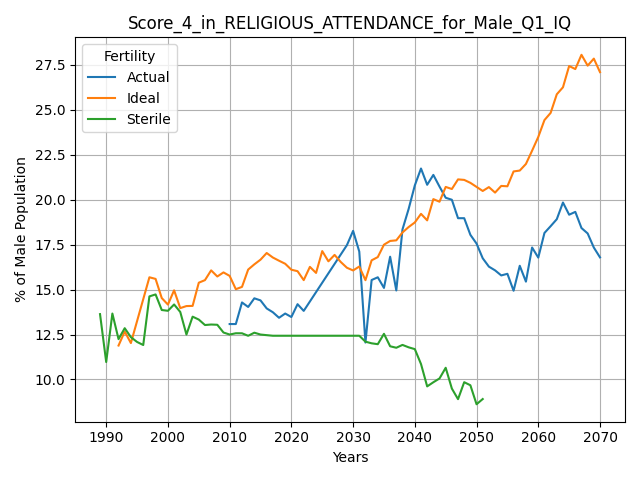 Score_4_in_RELIGIOUS_ATTENDANCE_for_Male_Q1_IQ
Fertility
Actual
Ideal
Sterile
% of Male Population
27.5
25.0
22.5
20.0
17.5
15.0
12.5
10.0
1990 2000 2010 2020 2030 2040 2050 2060 2070
Years